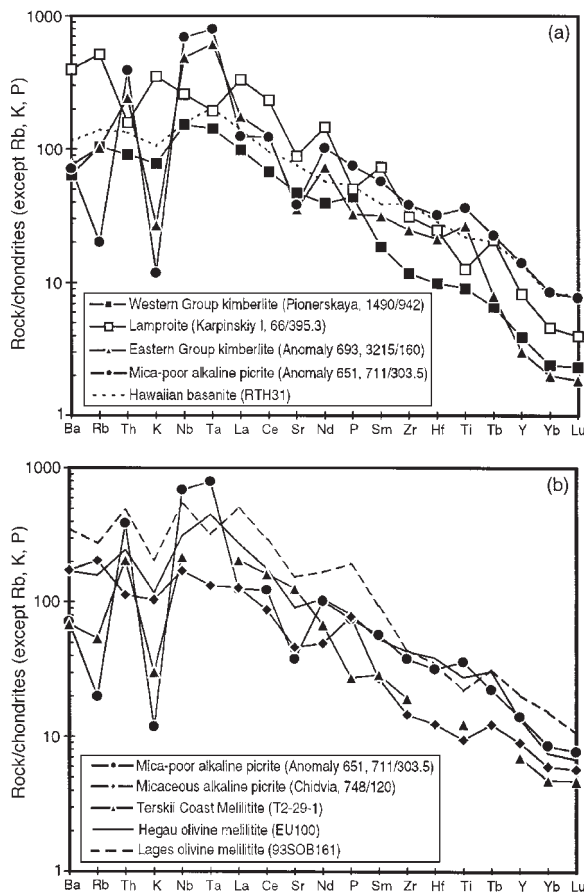 (a)
Rock/chondrites (except Rb, K, P)
1000
100
10
1
Western Group kimberlite (Pionerskaya, 1490/942)
Lamproite (Karpinskiy I, 66/395.3)
Eastern Group kimberlite (Anomaly 693, 3215/160)
Mica-poor alkaline picrite (Anomaly 651, 711/303.5)
Hawaiian basanite (RTH31)
Ba Rb Th K Nb Ta La Ce Sr Nd P Sm Zr Hf Ti Tb Y Yb Lu
(b)
Rock/chondrites (except Rb, K, P)
1000
100
10
1
Mica-poor alkaline picrite (Anomaly 651, 711/303.5)
Micaceous alkaline picrite (Chidvia, 748/120)
Terskii Coast Melilitite (T2-29-1)
Hegau olivine melilitite (EU100)
Lages olivine melilitite (93SOB161)
Ba Rb Th K Nb Ta La Ce Sr Nd P Sm Zr Hf Ti Tb Y Yb Lu